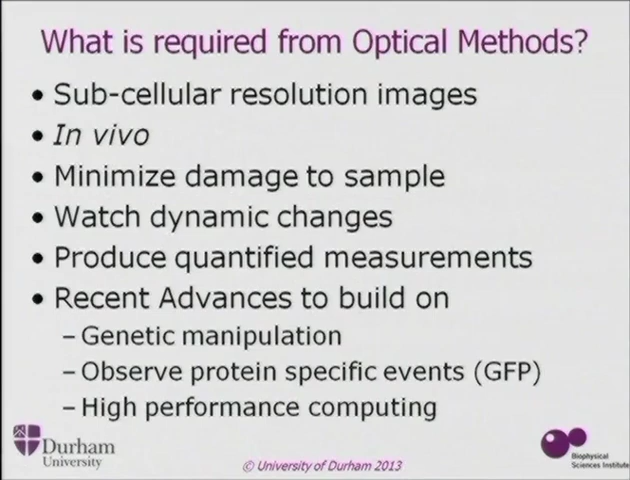 What is required from Optical Methods?
• Sub-cellular resolution images
• In vivo
• Minimize damage to sample
• Watch dynamic changes
• Produce quantified measurements
• Recent Advances to build on
– Genetic manipulation
– Observe protein specific events (GFP)
– High performance computing
Durham
University
© University of Durham 2013
Biophysical
Sciences Institute